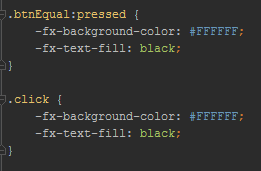 .btnEqual:pressed {
    -fx-background-color: #FFFFFF;
    -fx-text-fill: black;
}
.click {
    -fx-background-color: #FFFFFF;
    -fx-text-fill: black;
}